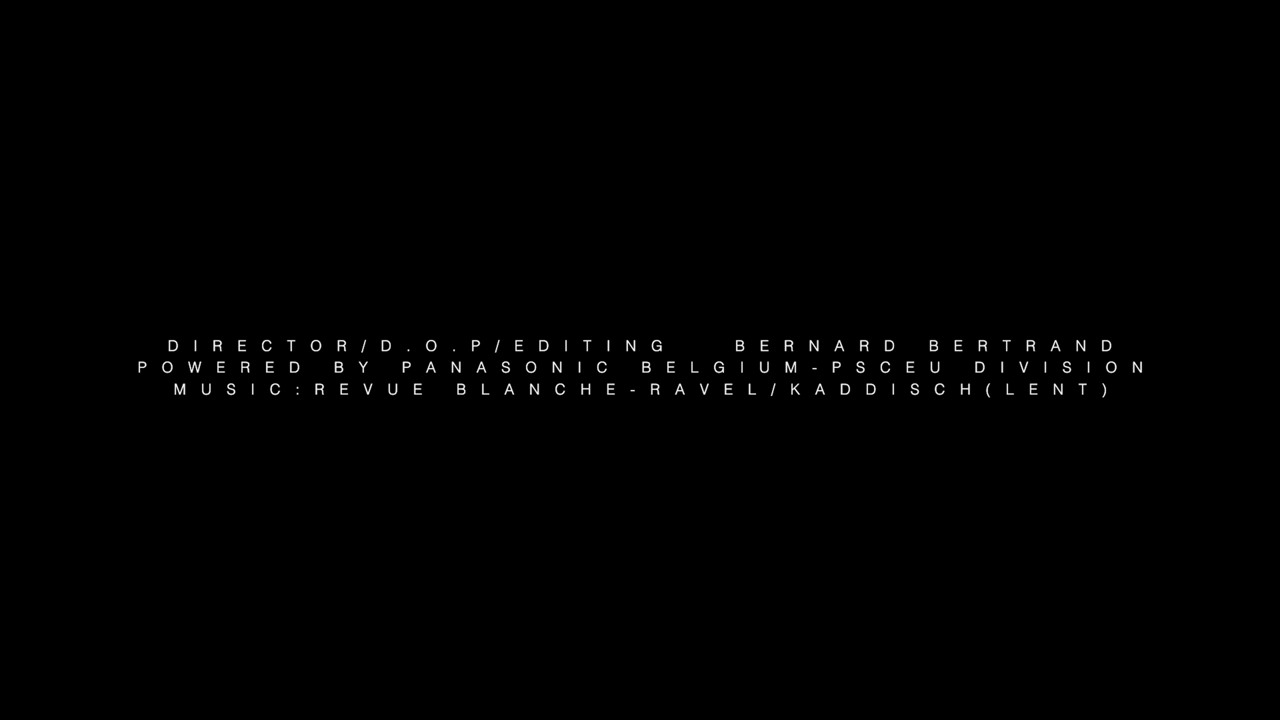 DIRECTOR/D.O.P/EDITING BERNARD BERTRAND
POWERED BY PANASONIC BELGIUM-PSCEU DIVISION
MUSIC:REVUE BLANCHE-RAVEL/KADDISCH(LENT)